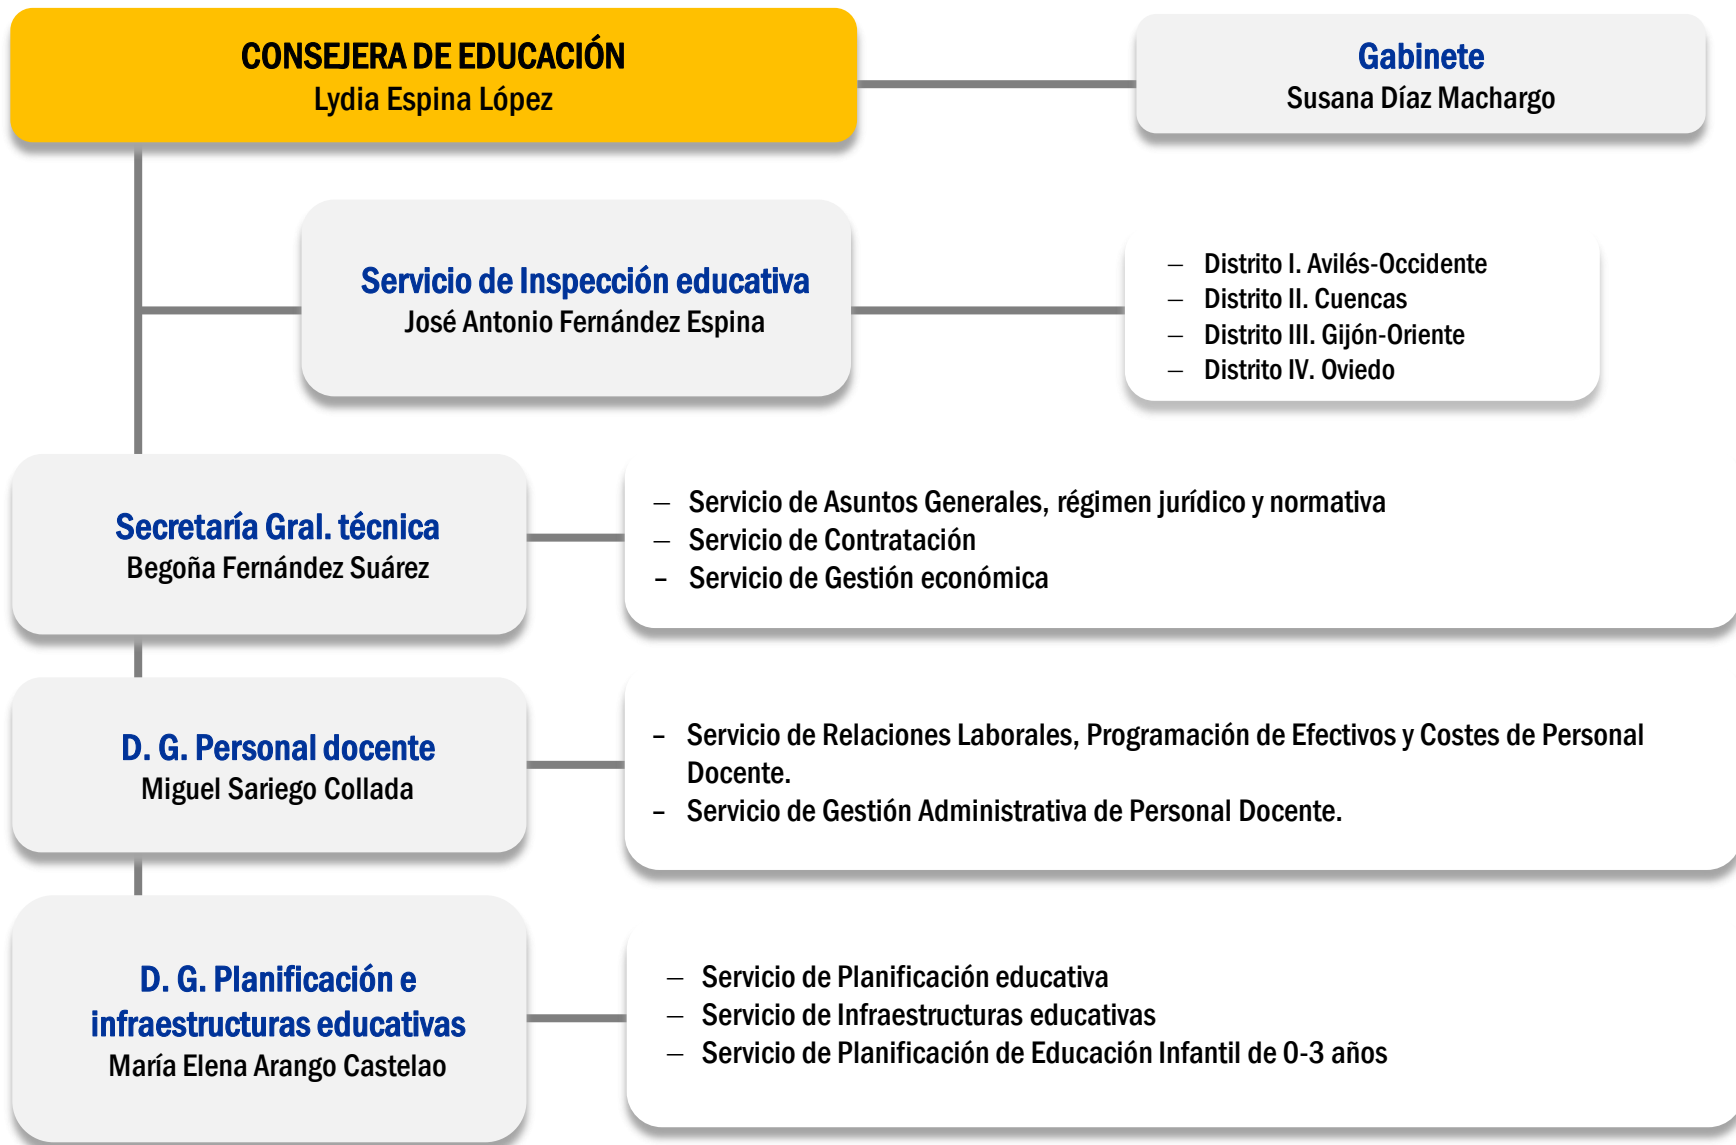 CONSEJERA DE EDUCACIÓN
Lydia Espina López
Gabinete
Susana Díaz Machargo
Servicio de Inspección educativa
José Antonio Fernández Espina
– Distrito I. Avilés-Occidente
– Distrito II. Cuencas
– Distrito III. Gijón-Oriente
– Distrito IV. Oviedo
Secretaría Gral. técnica
Begoña Fernández Suárez
– Servicio de Asuntos Generales, régimen jurídico y normativa
– Servicio de Contratación
– Servicio de Gestión económica
D. G. Personal docente
Miguel Sariego Collada
– Servicio de Relaciones Laborales, Programación de Efectivos y Costes de Personal
Docente.
– Servicio de Gestión Administrativa de Personal Docente.
D. G. Planificación e
infraestructuras educativas
María Elena Arango Castelao
– Servicio de Planificación educativa
– Servicio de Infraestructuras educativas
– Servicio de Planificación de Educación Infantil de 0-3 años